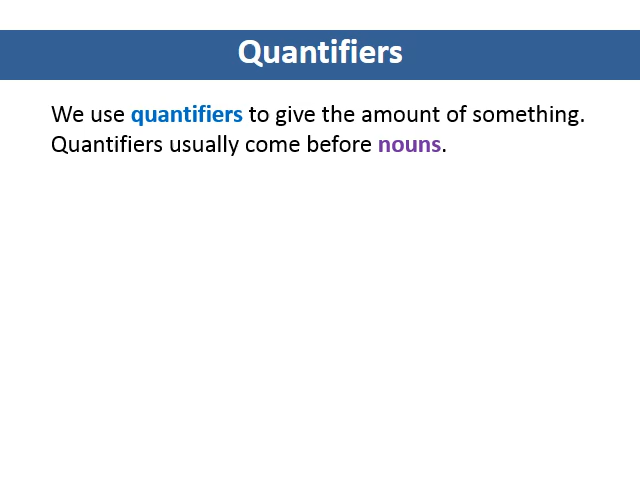 Quantifiers
We use quantifiers to give the amount of something.
Quantifiers usually come before nouns.